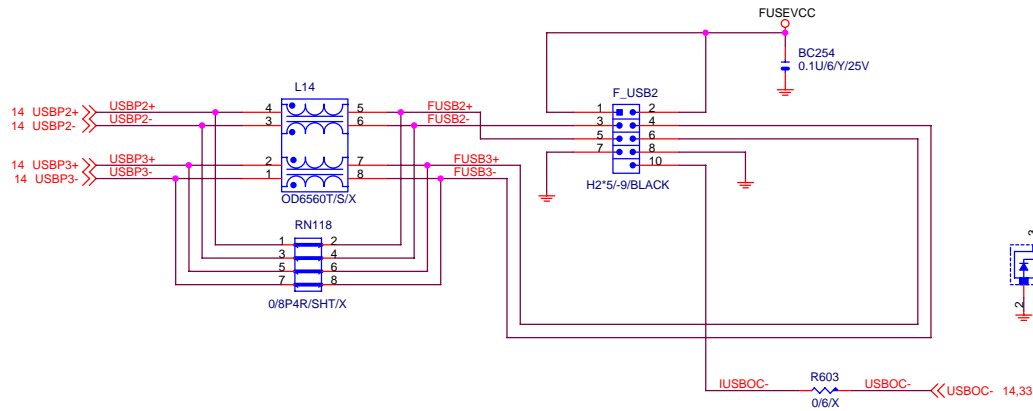 FUSEVCC
BC254
0.1U/6/Y/25V
L14
F_USB2
14 USBP2+
USBP2+
4
5
FUSB2+
1
2
14 USBP2-
USBP2-
3
6
FUSB2-
3
4
5
6
14 USBP3+
USBP3+
2
7
FUSB3+
7
8
14 USBP3-
USBP3-
1
8
FUSB3-
10
OD6560T/S/X
H2*5/-9/BLACK
RN118
1
2
3
4
5
6
7
8
0/8P4R/SHT/X
3
2
IUSBOC-
R603
USBOC-
USBOC- 14,33
0/6/X